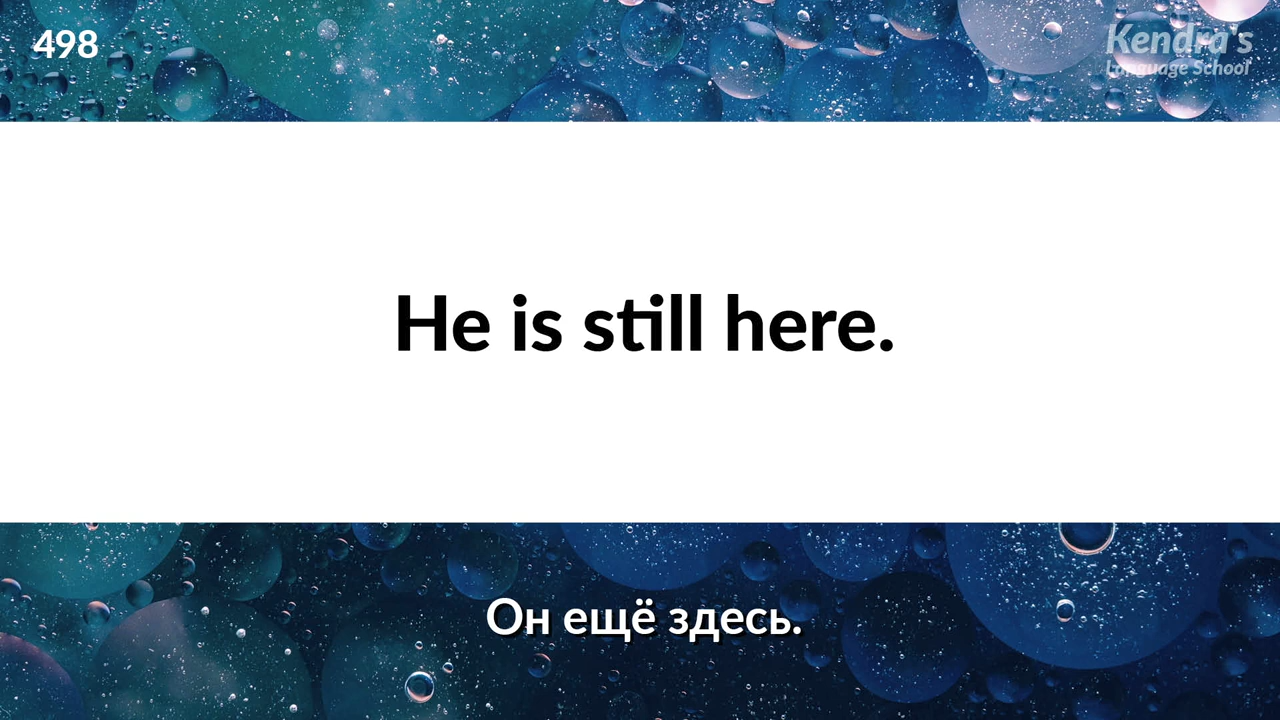 498
Kendra's
Language School
He is still here.
Он ещё здесь.